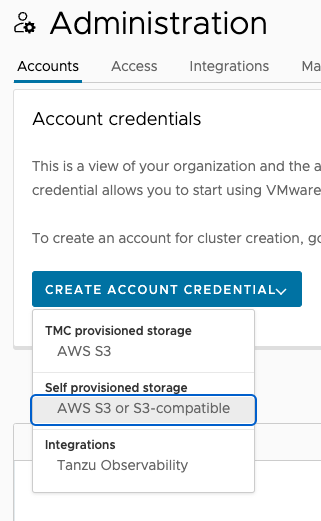 Administration
Accounts Access Integrations Ma
Account credentials
This is a view of your organization and the a
credential allows you to start using VMware
To create an account for cluster creation, go
CREATE ACCOUNT CREDENTIAL
TMC provisioned storage
AWS S3
Self provisioned storage
AWS S3 or S3-compatible
Integrations
Tanzu Observability